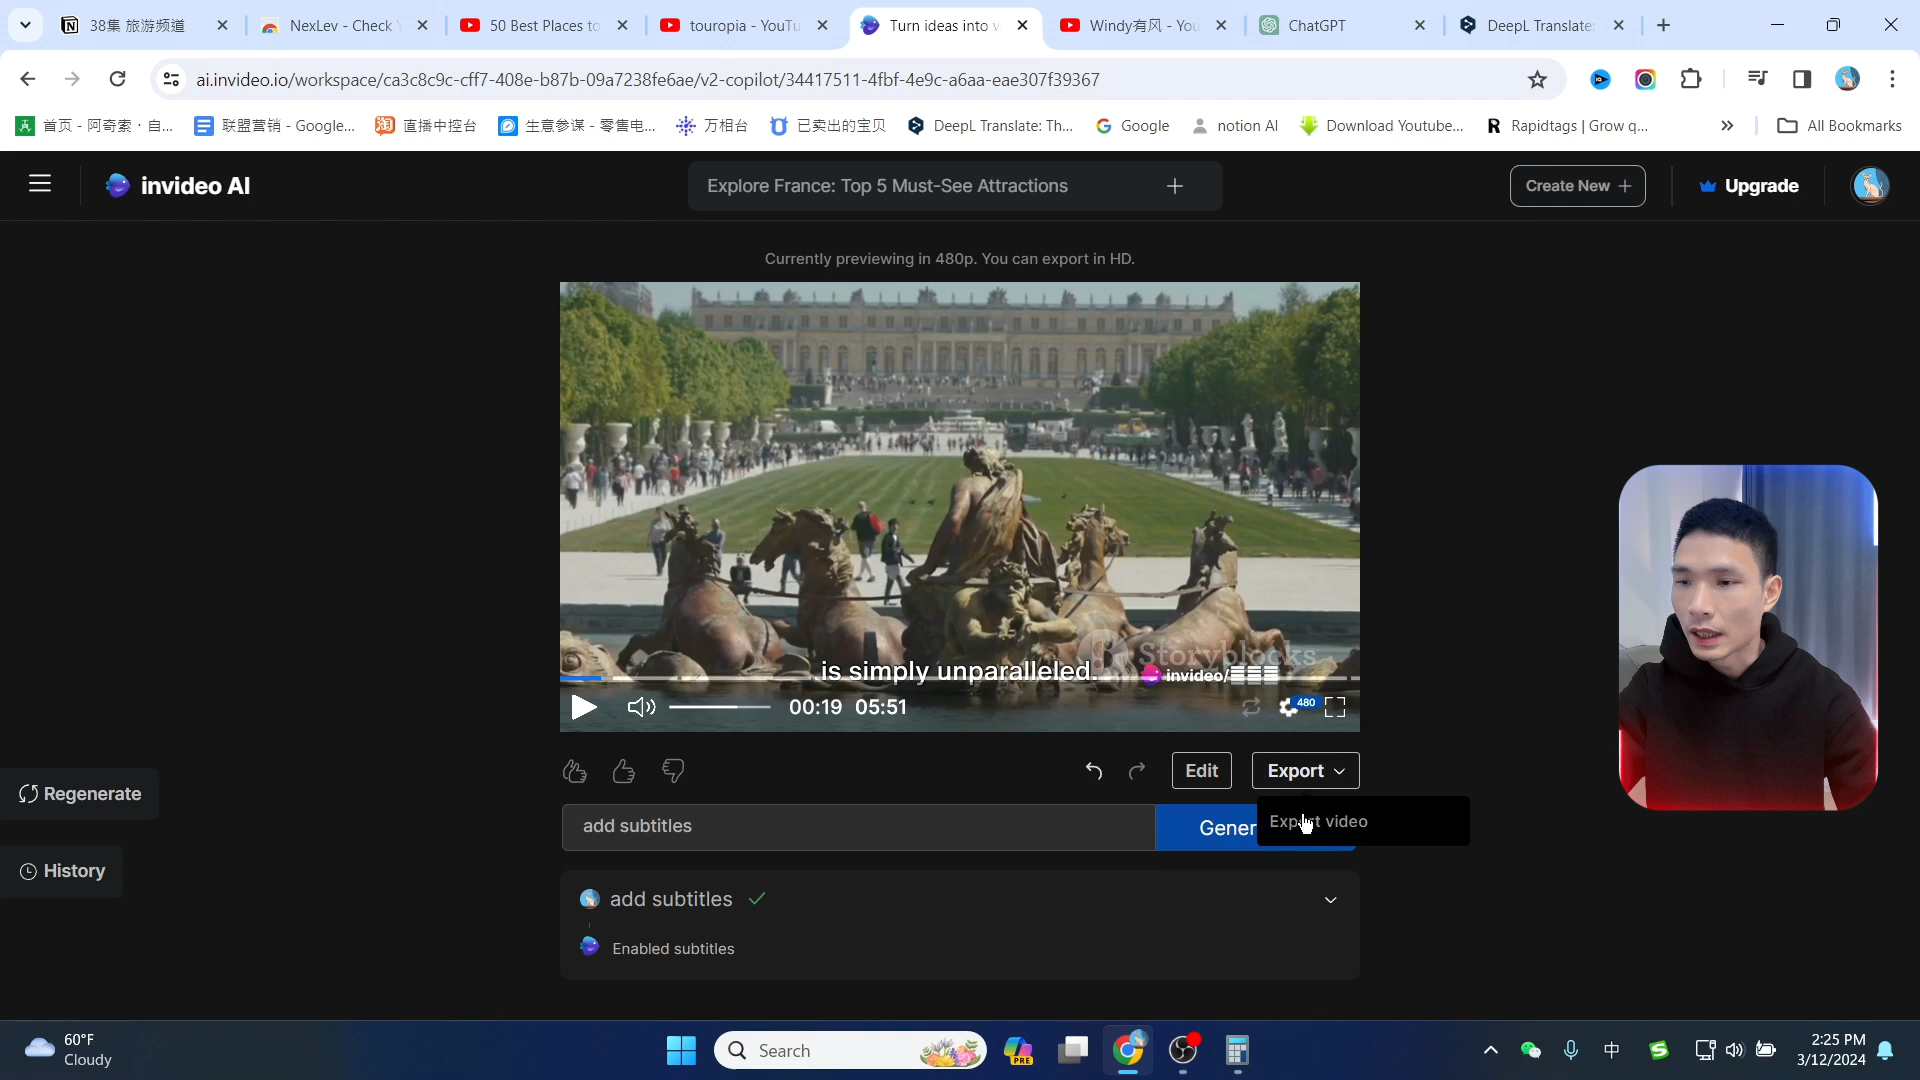 38集 旅游频道
NexLev - Check
50 Best Places to
touropia - YouTu
Turn ideas into v
Windy有风 - You
ChatGPT
DeepL Translate:
ai.invideo.io/workspace/ca3c8c9c-cff7-408e-b87b-09a7238fe6ae/v2-copilot/34417511-4fbf-4e9c-a6aa-eae307f39367
首页 - 阿奇索 · 自...
联盟营销 - Google...
淘 直播中控台
生意参谋 - 零售电...
万相台
已卖出的宝贝
DeepL Translate: Th...
Google
notion AI
Download Youtube...
Rapidtags | Grow q...
All Bookmarks
invideo AI
Explore France: Top 5 Must-See Attractions
Create New
Upgrade
Currently previewing in 480p. You can export in HD.
Storyblocks
is simply unparalleled.
invideo/
00:19 05:51
480
Edit
Export
Regenerate
add subtitles
Gener
Export video
History
add subtitles
Enabled subtitles
60°F
Cloudy
Search
PRE
中
2:25 PM
3/12/2024